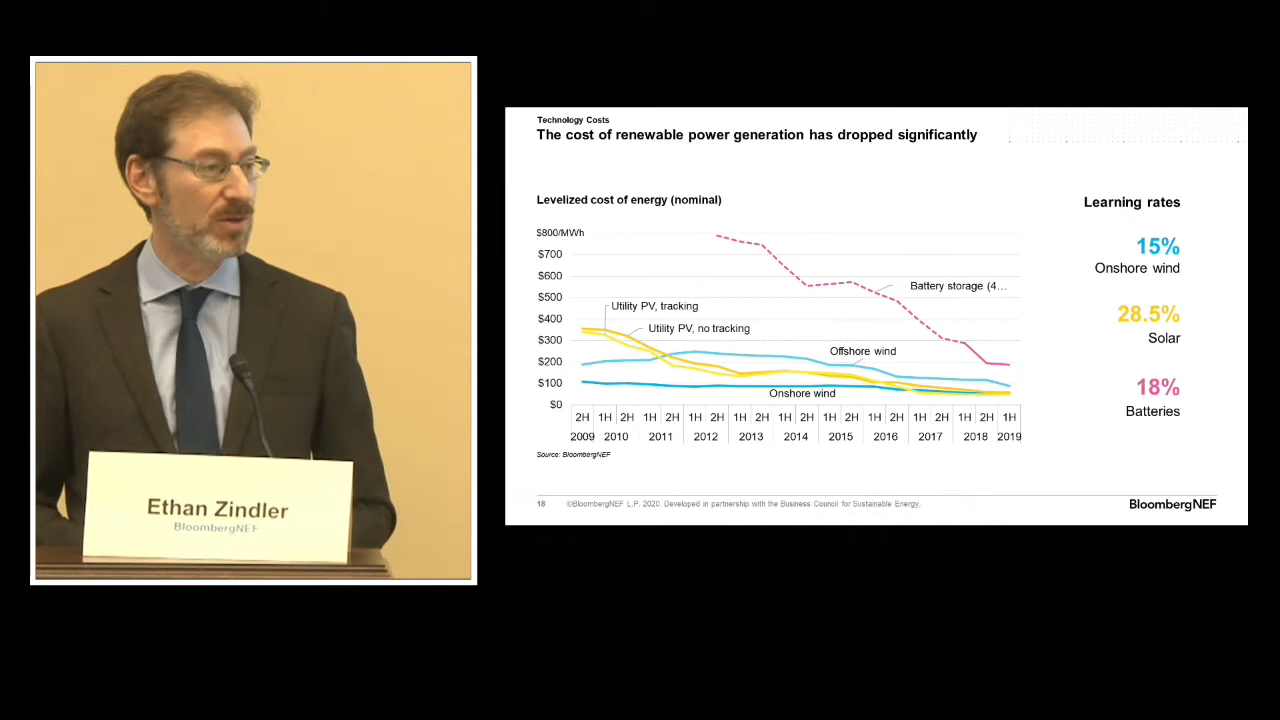 Ethan Zindler
BloombergNEF
Technology Costs
The cost of renewable power generation has dropped significantly
Levelized cost of energy (nominal)
$800/MWh
$700
$600
$500
$400
$300
$200
$100
$0
Battery storage (4…
Utility PV, tracking
Utility PV, no tracking
Offshore wind
Onshore wind
2H 1H 2H 1H 2H 1H 2H 1H 2H 1H 2H 1H 2H 1H 2H 1H 2H 1H 2H 1H
2009 2010 2011 2012 2013 2014 2015 2016 2017 2018 2019
Source: BloombergNEF
Learning rates
15%
Onshore wind
28.5%
Solar
18%
Batteries
18 ©BloombergNEF L.P. 2020 Developed in partnership with the Business Council for Sustainable Energy.
BloombergNEF